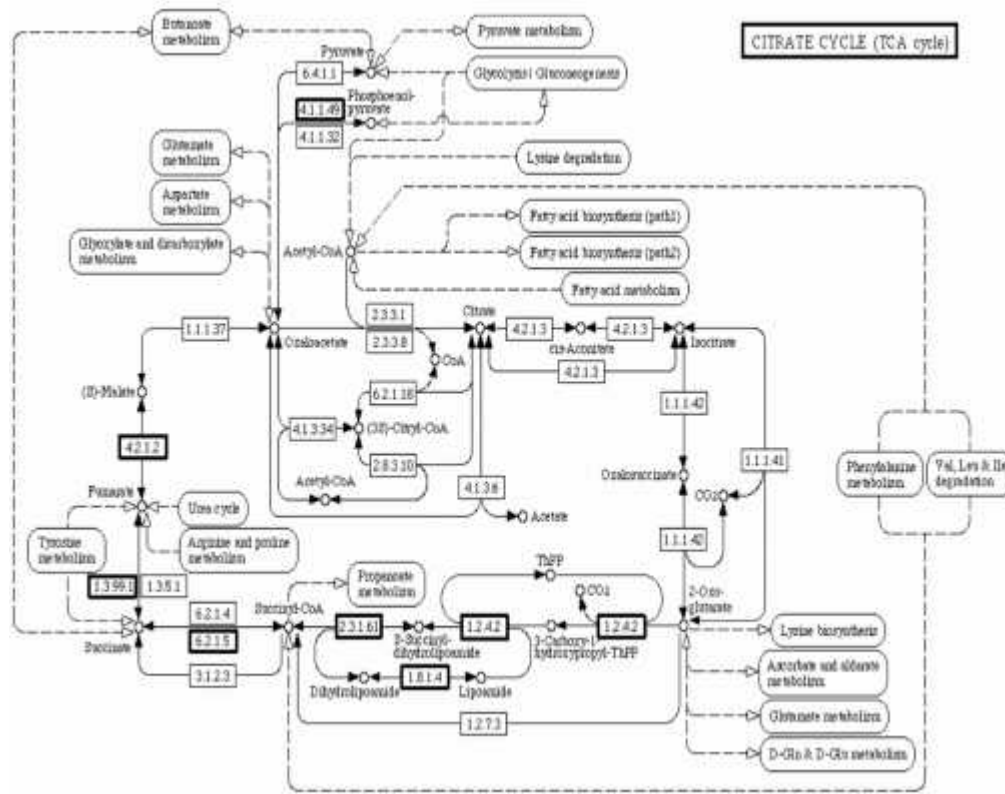 CITRATE CYCLE (TCA cycle)
Butanoate
metabolism
Pyruvate metabolism
Pyruvate
6.4.1.1
Glycolysis / Gluconeogenesis
4.1.1.49
Phosphoenol-
pyruvate
4.1.1.32
Glutamate
metabolism
Lysine degradation
Aspartate
metabolism
Fatty acid biosynthesis (path1)
Glyoxylate and dicarboxylate
metabolism
Acetyl-CoA
Fatty acid biosynthesis (path2)
Fatty acid metabolism
1.1.1.37
Oxaloacetate
2.3.3.1
2.3.3.8
Citrate
4.2.1.3
cis-Aconitate
4.2.1.3
Isocitrate
CoA
4.2.1.3
(S)-Malate
6.2.1.18
1.1.1.42
4.1.3.34
(3S)-Citryl-CoA
4.2.1.2
2.8.3.10
1.1.1.41
Acetyl-CoA
4.1.3.6
Oxalosuccinate
CO2
Phenylalanine
metabolism
Val, Leu & Ile
degradation
Fumarate
Urea cycle
Acetate
Tyrosine
metabolism
Arginine and proline
metabolism
1.1.1.42
ThPP
1.3.99.1
1.3.5.1
Propanoate
metabolism
CO2
2-Oxo-
glutarate
6.2.1.4
Succinyl-CoA
2.3.1.61
1.2.4.2
1.2.4.2
Succinate
6.2.1.5
S-Succinyl-
dihydrolipoamide
3-Carboxy-1-
hydroxypropyl-ThPP
Lysine biosynthesis
3.1.2.3
1.8.1.4
Dihydrolipoamide
Lipoamide
Ascorbate and aldarate
metabolism
1.2.7.3
Glutamate metabolism
D-Gln & D-Glu metabolism